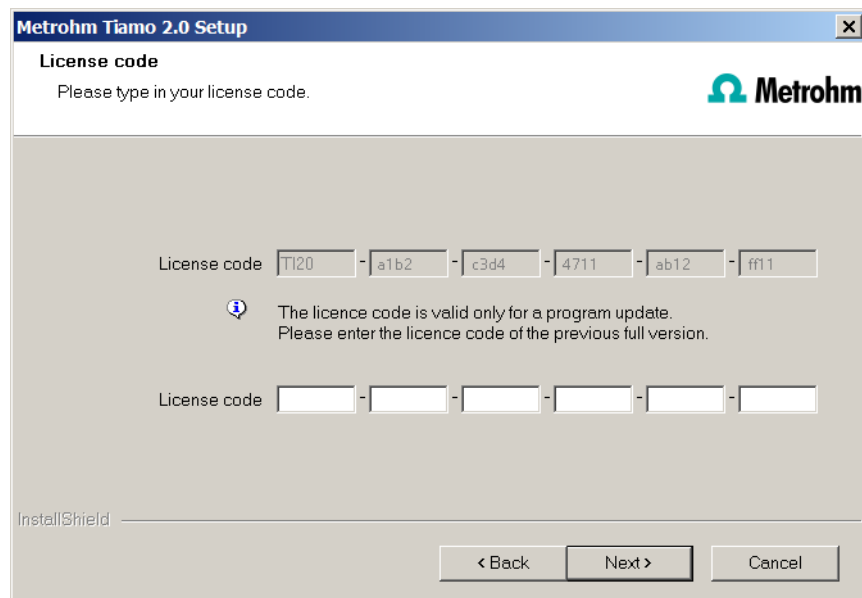 Metrohm Tiamo 2.0 Setup
License code
Please type in your license code.
Metrohm
License code TI20 - a1b2 - c3d4 - 4711 - ab12 - ff11
The licence code is valid only for a program update.
Please enter the licence code of the previous full version.
License code - - - - -
InstallShield
< Back Next > Cancel